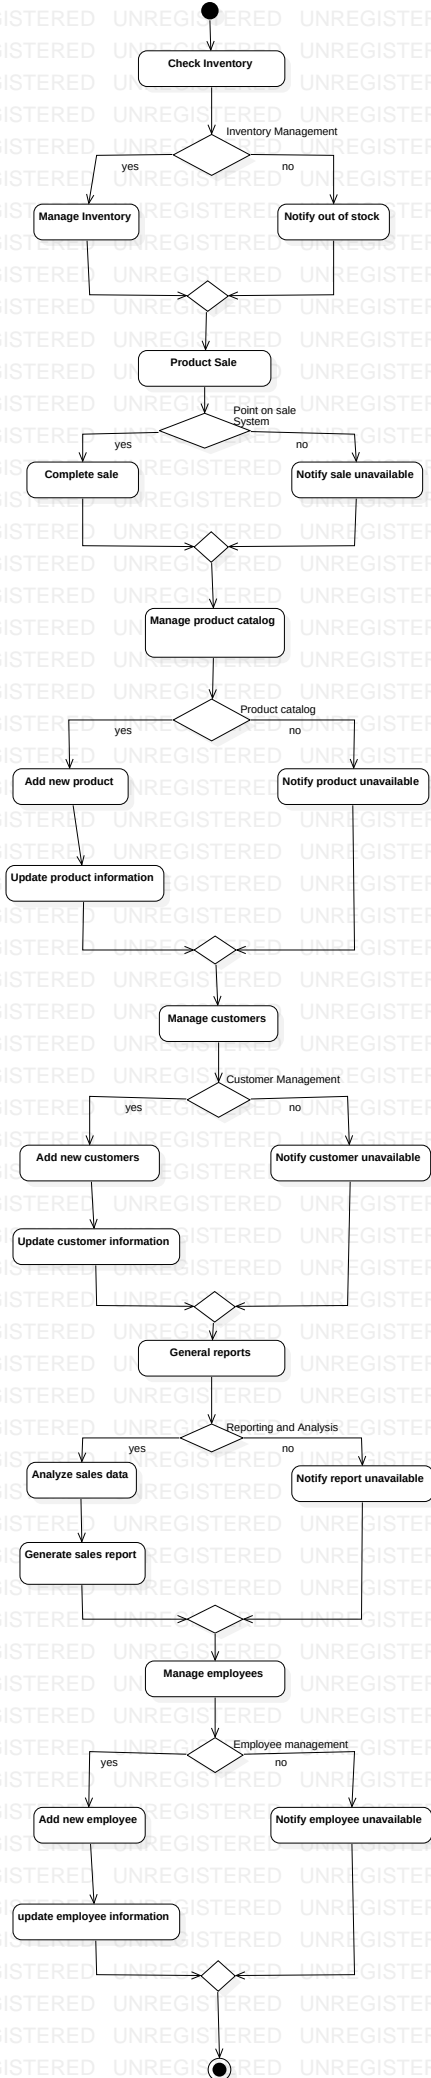 Check Inventory
Inventory Management
yes
no
Manage Inventory
Notify out of stock
Product Sale
Point on sale
System
yes
no
Complete sale
Notify sale unavailable
Manage product catalog
Product catalog
yes
no
Add new product
Notify product unavailable
Update product information
Manage customers
Customer Management
yes
no
Add new customers
Notify customer unavailable
Update customer information
General reports
Reporting and Analysis
yes
no
Analyze sales data
Notify report unavailable
Generate sales report
Manage employees
Employee management
yes
no
Add new employee
Notify employee unavailable
update employee information